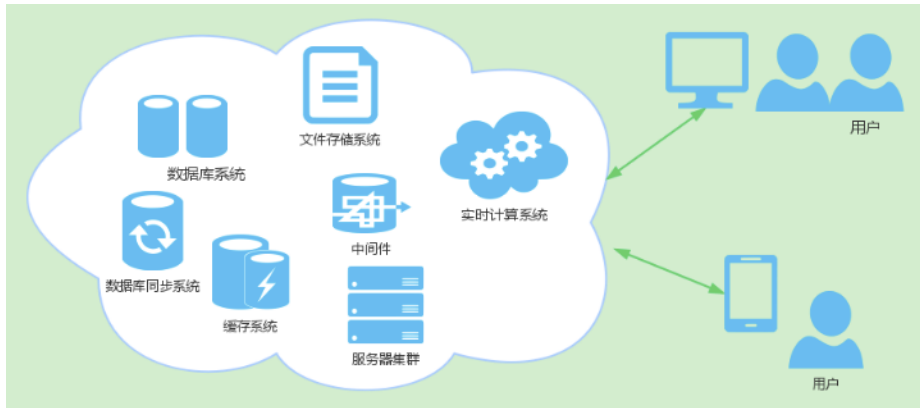 文件存储系统
用户
数据库系统
实时计算系统
中间件
数据库同步系统
缓存系统
服务器集群
用户